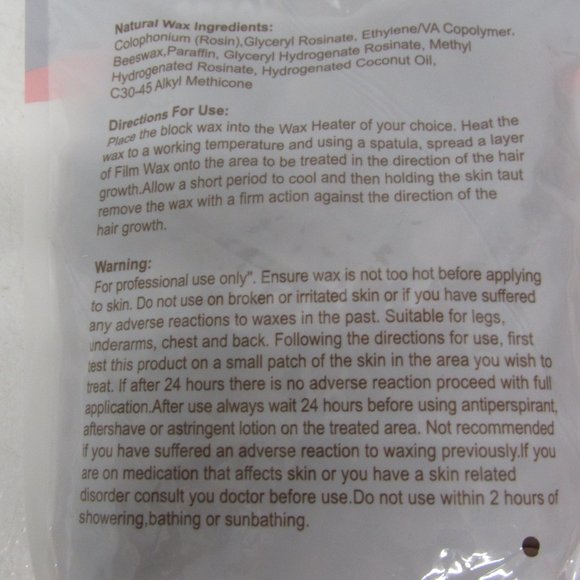 Natural Wax Ingredients:
Colophonium (Rosin),Glyceryl Rosinate, Ethylene/VA Copolymer,
Beeswax,Paraffin, Glyceryl Hydrogenate Rosinate, Methyl
Hydrogenated Rosinate, Hydrogenated Coconut Oil,
C30-45 Alkyl Methicone
Directions For Use:
Place the block wax into the Wax Heater of your choice. Heat the
wax to a working temperature and using a spatula, spread a layer
of Film Wax onto the area to be treated in the direction of the hair
growth.Allow a short period to cool and then holding the skin taut
remove the wax with a firm action against the direction of the
hair growth.
Warning:
For professional use only". Ensure wax is not too hot before applying
to skin. Do not use on broken or irritated skin or if you have suffered
any adverse reactions to waxes in the past. Suitable for legs,
underarms, chest and back. Following the directions for use, first
test this product on a small patch of the skin in the area you wish to
treat. If after 24 hours there is no adverse reaction proceed with full
application.After use always wait 24 hours before using antiperspirant,
aftershave or astringent lotion on the treated area. Not recommended
if you have suffered an adverse reaction to waxing previously.If you
are on medication that affects skin or you have a skin related
disorder consult you doctor before use.Do not use within 2 hours of
showering,bathing or sunbathing.